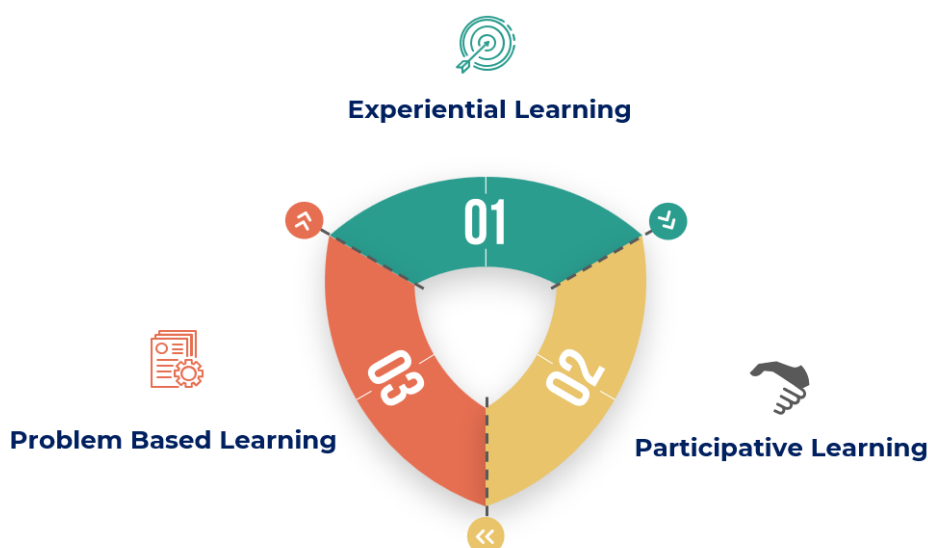 Experiential Learning
01
02
03
Problem Based Learning
Participative Learning